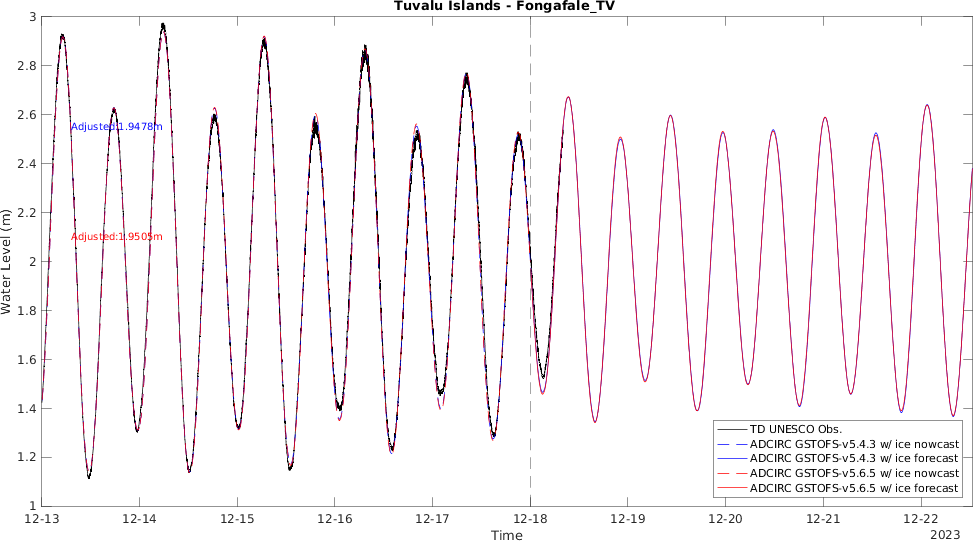 Tuvalu Islands - Fongafale_TV
3
2.8
2.6
2.4
2.2
2
1.8
1.6
1.4
1.2
1
Water Level (m)
Adjusted:1.9478m
Adjusted:1.9505m
TD UNESCO Obs.
ADCIRC GSTOFS-v5.4.3 w/ ice nowcast
ADCIRC GSTOFS-v5.4.3 w/ ice forecast
ADCIRC GSTOFS-v5.6.5 w/ ice nowcast
ADCIRC GSTOFS-v5.6.5 w/ ice forecast
12-13 12-14 12-15 12-16 12-17 12-18 12-19 12-20 12-21 12-22
Time
2023